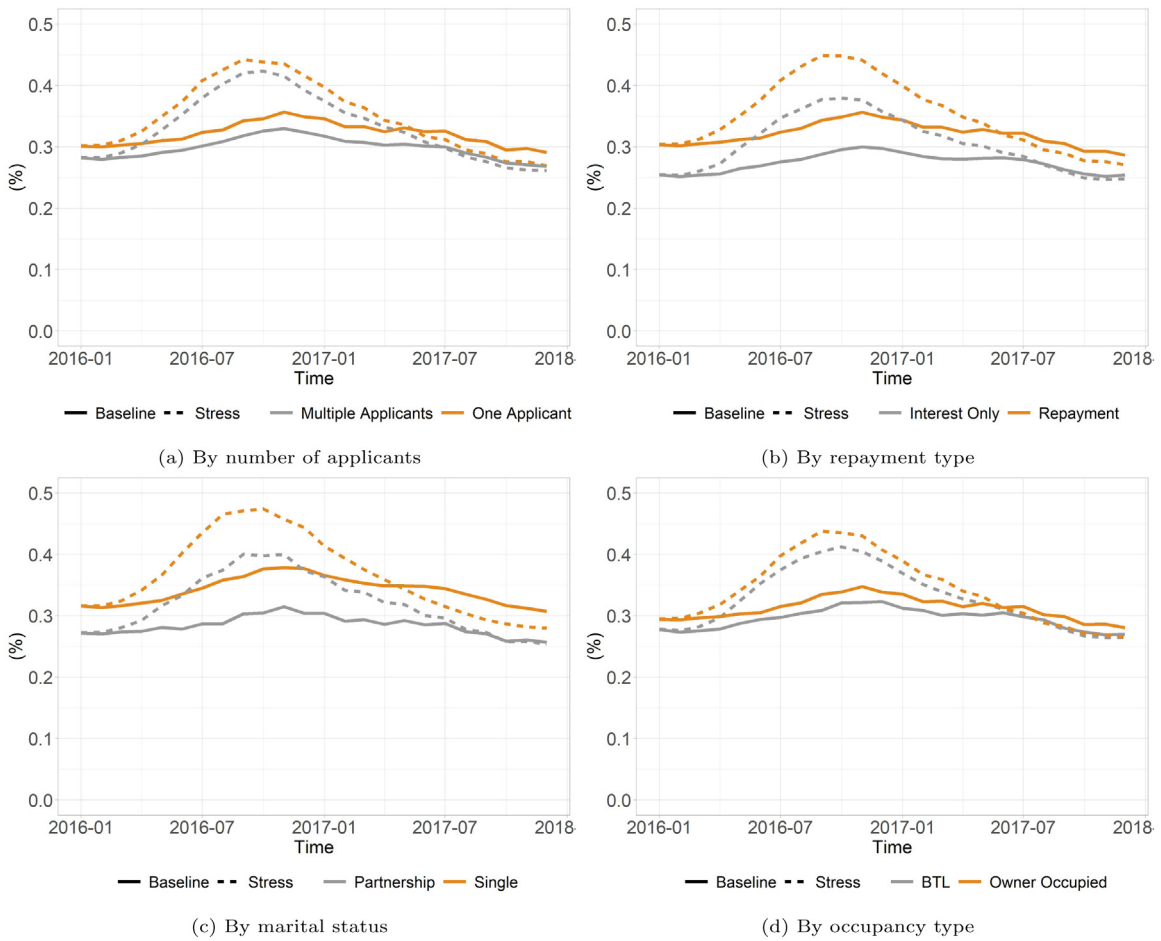 0.5
0.4
0.3
(%)
0.2
0.1
0.0
2016-01 2016-07 2017-01 2017-07 2018-
Time
Baseline Stress Multiple Applicants One Applicant
(a) By number of applicants
0.5
0.4
0.3
(%)
0.2
0.1
0.0
2016-01 2016-07 2017-01 2017-07 2018-
Time
Baseline Stress Interest Only Repayment
(b) By repayment type
0.5
0.4
0.3
(%)
0.2
0.1
0.0
2016-01 2016-07 2017-01 2017-07 2018-
Time
Baseline Stress Partnership Single
(c) By marital status
0.5
0.4
0.3
(%)
0.2
0.1
0.0
2016-01 2016-07 2017-01 2017-07 2018-
Time
Baseline Stress BTL Owner Occupied
(d) By occupancy type